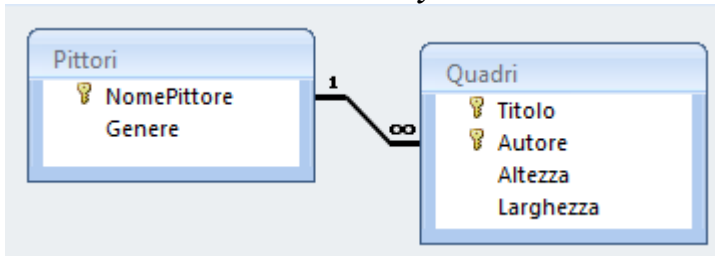 Pittori
NomePittore
Genere
1
∞
Quadri
Titolo
Autore
Altezza
Larghezza